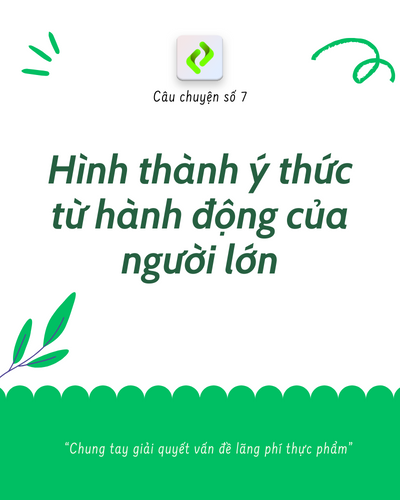 Câu chuyện số 7
Hình thành ý thức
từ hành động của
người lớn
“Chung tay giải quyết vấn đề lãng phí thực phẩm”